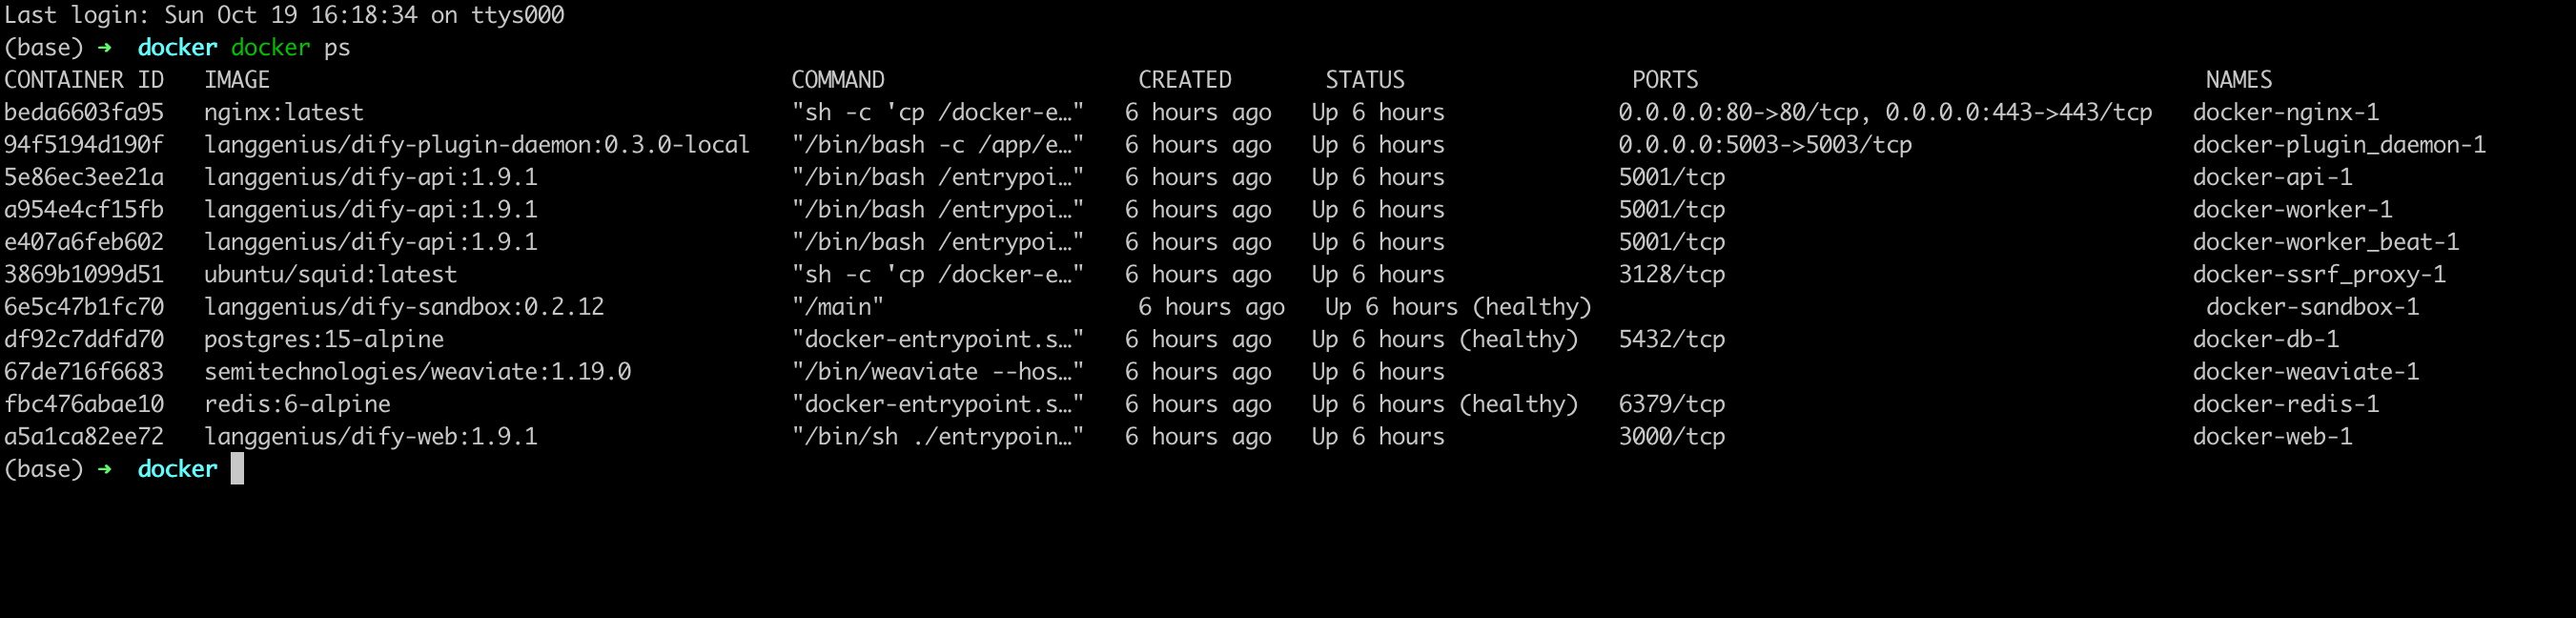 Last login: Sun Oct 19 16:18:34 on ttys000
(base) ➜  docker docker ps
CONTAINER ID   IMAGE                                       COMMAND                   CREATED       STATUS                 PORTS                                      NAMES
beda6603fa95   nginx:latest                                "sh -c 'cp /docker-e…"   6 hours ago   Up 6 hours             0.0.0.0:80->80/tcp, 0.0.0.0:443->443/tcp   docker-nginx-1
94f5194d190f   langgenius/dify-plugin-daemon:0.3.0-local   "/bin/bash -c /app/e…"   6 hours ago   Up 6 hours             0.0.0.0:5003->5003/tcp                     docker-plugin_daemon-1
5e86ec3ee21a   langgenius/dify-api:1.9.1                   "/bin/bash /entrypoi…"   6 hours ago   Up 6 hours             5001/tcp                                   docker-api-1
a954e4cf15fb   langgenius/dify-api:1.9.1                   "/bin/bash /entrypoi…"   6 hours ago   Up 6 hours             5001/tcp                                   docker-worker-1
e407a6feb602   langgenius/dify-api:1.9.1                   "/bin/bash /entrypoi…"   6 hours ago   Up 6 hours             5001/tcp                                   docker-worker_beat-1
3869b1099d51   ubuntu/squid:latest                         "sh -c 'cp /docker-e…"   6 hours ago   Up 6 hours             3128/tcp                                   docker-ssrf_proxy-1
6e5c47b1fc70   langgenius/dify-sandbox:0.2.12              "/main"                   6 hours ago   Up 6 hours (healthy)                                              docker-sandbox-1
df92c7ddfd70   postgres:15-alpine                          "docker-entrypoint.s…"   6 hours ago   Up 6 hours (healthy)   5432/tcp                                   docker-db-1
67de716f6683   semitechnologies/weaviate:1.19.0            "/bin/weaviate --hos…"   6 hours ago   Up 6 hours                                                        docker-weaviate-1
fbc476abae10   redis:6-alpine                              "docker-entrypoint.s…"   6 hours ago   Up 6 hours (healthy)   6379/tcp                                   docker-redis-1
a5a1ca82ee72   langgenius/dify-web:1.9.1                   "/bin/sh ./entrypoin…"   6 hours ago   Up 6 hours             3000/tcp                                   docker-web-1
(base) ➜  docker